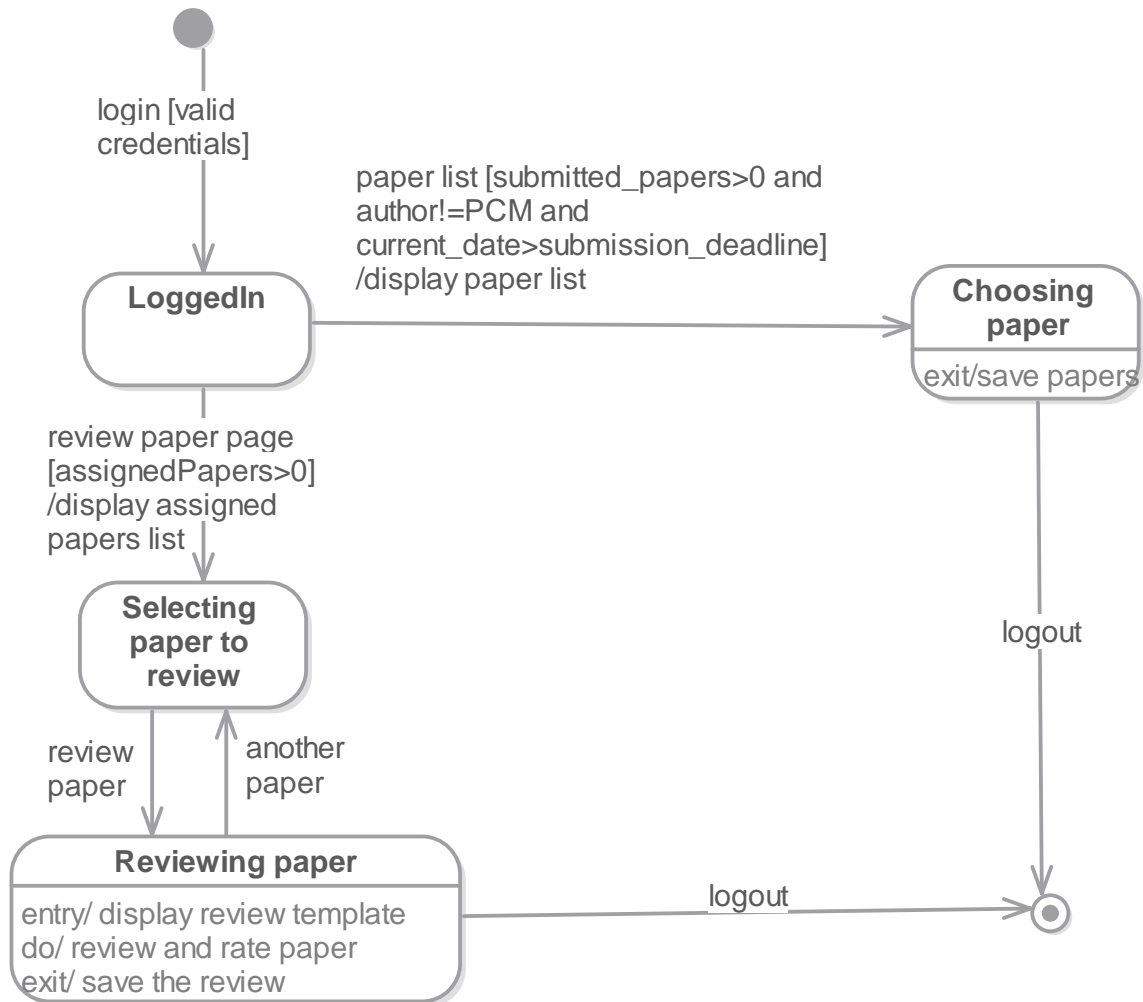 login [valid
credentials]
paper list [submitted_papers>0 and
author!=PCM and
current_date>submission_deadline]
/display paper list
LoggedIn
Choosing
paper
exit/save papers
review paper page
[assignedPapers>0]
/display assigned
papers list
Selecting
paper to
review
logout
review
paper
another
paper
Reviewing paper
entry/ display review template
do/ review and rate paper
exit/ save the review
logout